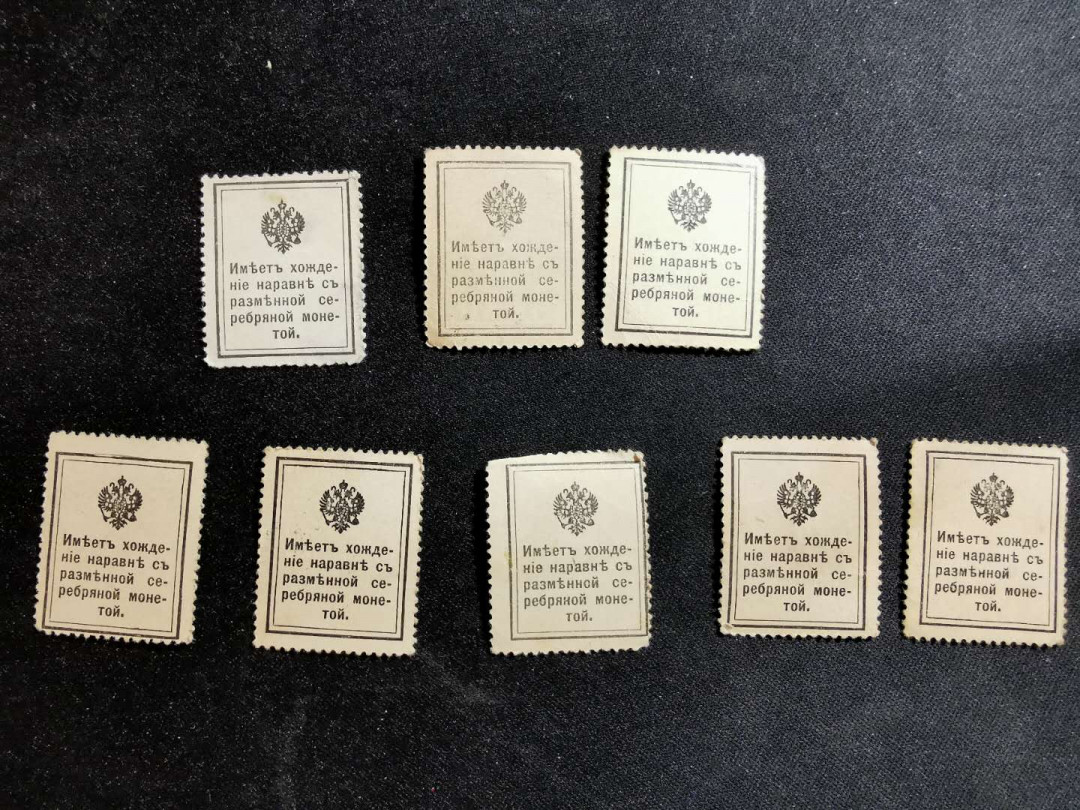 Имѣетъ хожде-
ніе наравнѣ съ
размѣнной се-
ребряной моне-
той.
Имѣетъ хожде-
ніе наравнѣ съ
размѣнной се-
ребряной моне-
той.
Имѣетъ хожде-
ніе наравнѣ съ
размѣнной се-
ребряной моне-
той.
Имѣетъ хожде-
ніе наравнѣ съ
размѣнной се-
ребряной моне-
той.
Имѣетъ хожде-
ніе наравнѣ съ
размѣнной се-
ребряной моне-
той.
Имѣетъ хожде-
ніе наравнѣ съ
размѣнной се-
ребряной моне-
той.
Имѣетъ хожде-
ніе наравнѣ съ
размѣнной се-
ребряной моне-
той.
Имѣетъ хожде-
ніе наравнѣ съ
размѣнной се-
ребряной моне-
той.